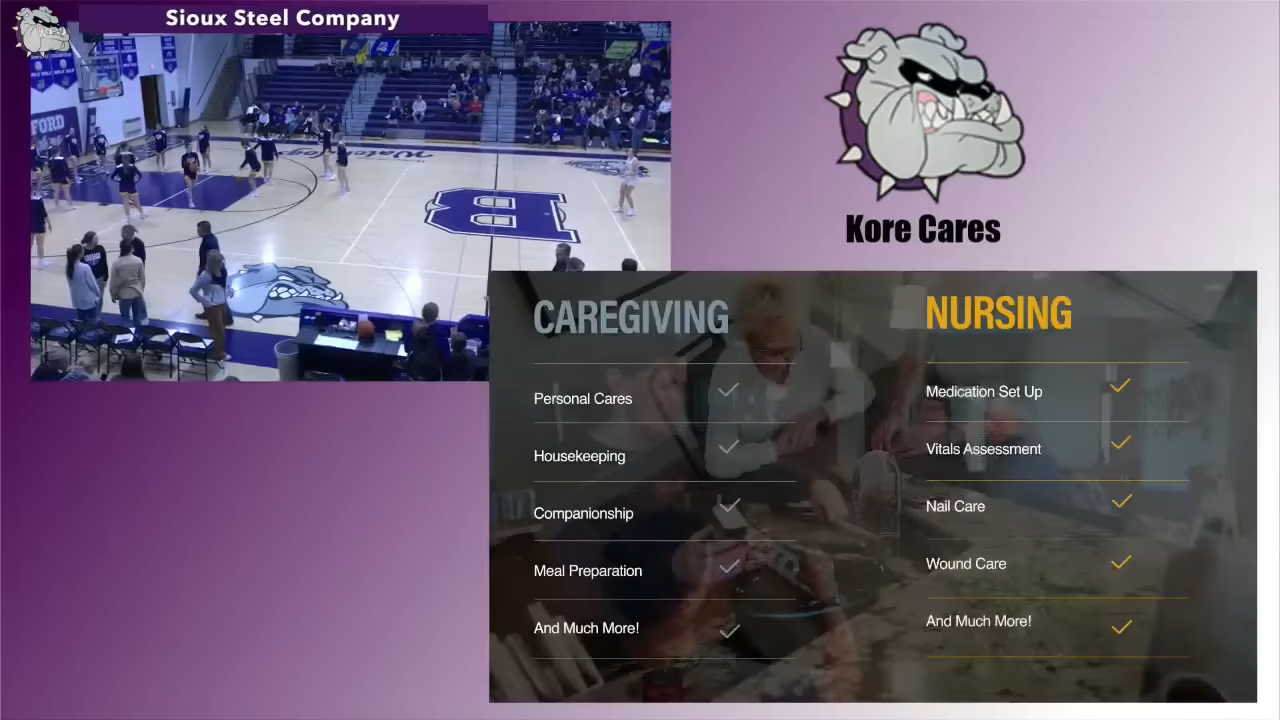 Sioux Steel Company
FORD
B
Kore Cares
CAREGIVING
Personal Cares
Housekeeping
Companionship
Meal Preparation
And Much More!
NURSING
Medication Set Up
Vitals Assessment
Nail Care
Wound Care
And Much More!